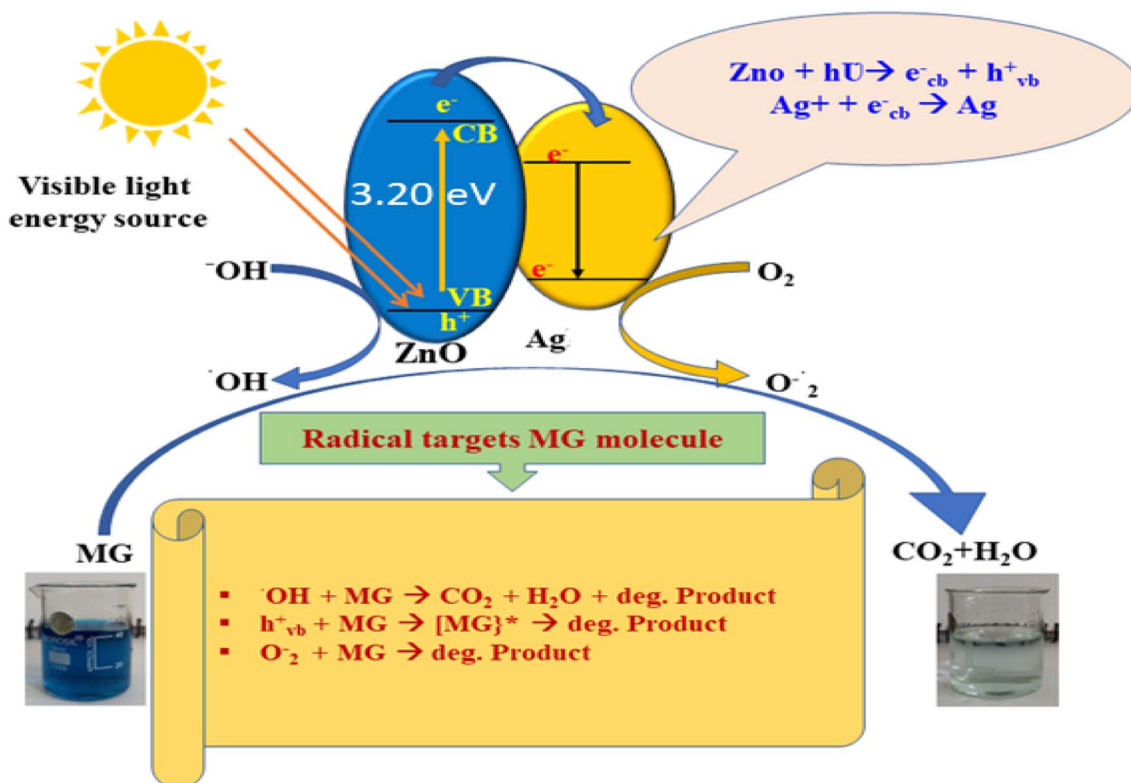 Zno + hƲ→ e⁻cb + h⁺vb
Ag+ + e⁻cb → Ag
Visible light
energy source
e⁻
CB
3.20 eV
VB
h⁺
ZnO
e⁻
e⁻
Ag
⁻OH
˙OH
O₂
O⁻˙₂
Radical targets MG molecule
MG
CO₂+H₂O
▪ ˙OH + MG → CO₂ + H₂O + deg. Product
▪ h⁺vb + MG → [MG}* → deg. Product
▪ O⁻₂ + MG → deg. Product